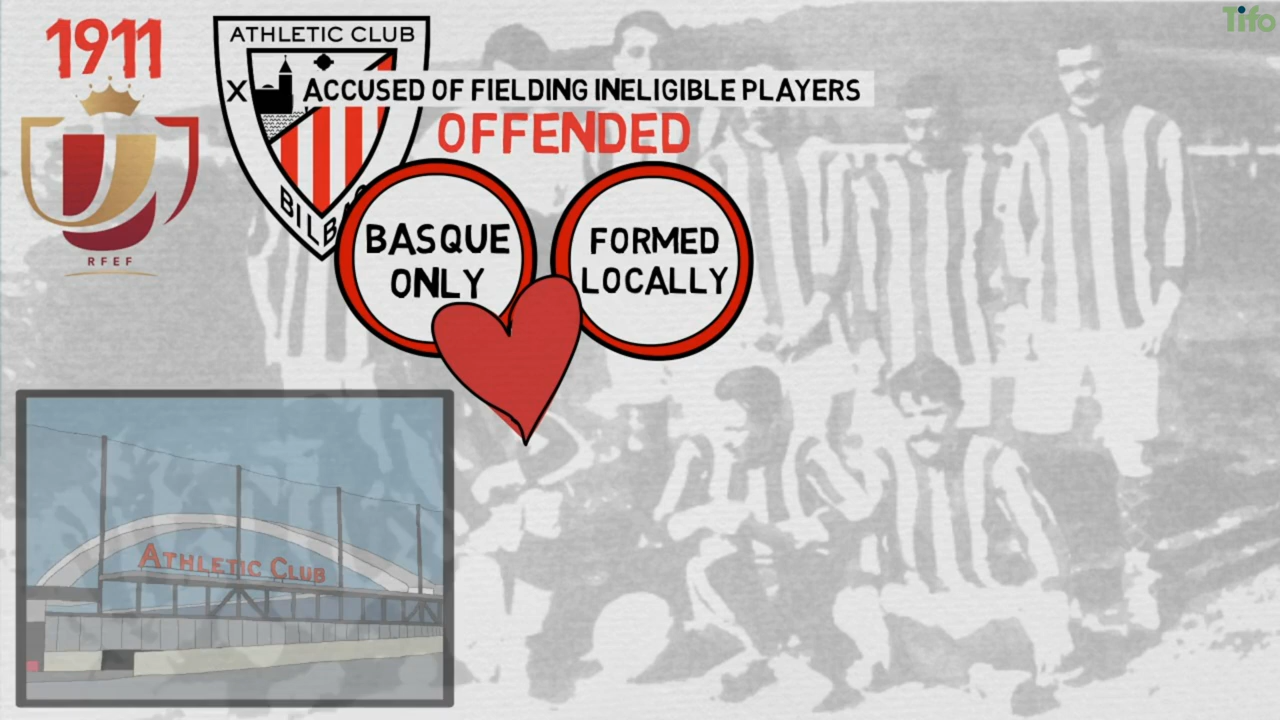 1911
RFEF
ATHLETIC CLUB
X ACCUSED OF FIELDING INELIGIBLE PLAYERS
OFFENDED
BASQUE
ONLY
FORMED
LOCALLY
ATHLETIC CLUB
Tifo